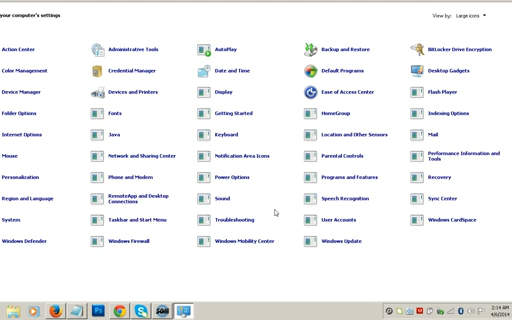 your computer's settings
View by: Large icons
Action Center
Administrative Tools
AutoPlay
Backup and Restore
BitLocker Drive Encryption
Color Management
Credential Manager
Date and Time
Default Programs
Desktop Gadgets
Device Manager
Devices and Printers
Display
Ease of Access Center
Flash Player
Folder Options
Fonts
Getting Started
HomeGroup
Indexing Options
Internet Options
Java
Keyboard
Location and Other Sensors
Mail
Mouse
Network and Sharing Center
Notification Area Icons
Parental Controls
Performance Information and
Tools
Personalization
Phone and Modem
Power Options
Programs and Features
Recovery
Region and Language
RemoteApp and Desktop
Connections
Sound
Speech Recognition
Sync Center
System
Taskbar and Start Menu
Troubleshooting
User Accounts
Windows CardSpace
Windows Defender
Windows Firewall
Windows Mobility Center
Windows Update
Ps
2:14 AM
4/6/2014